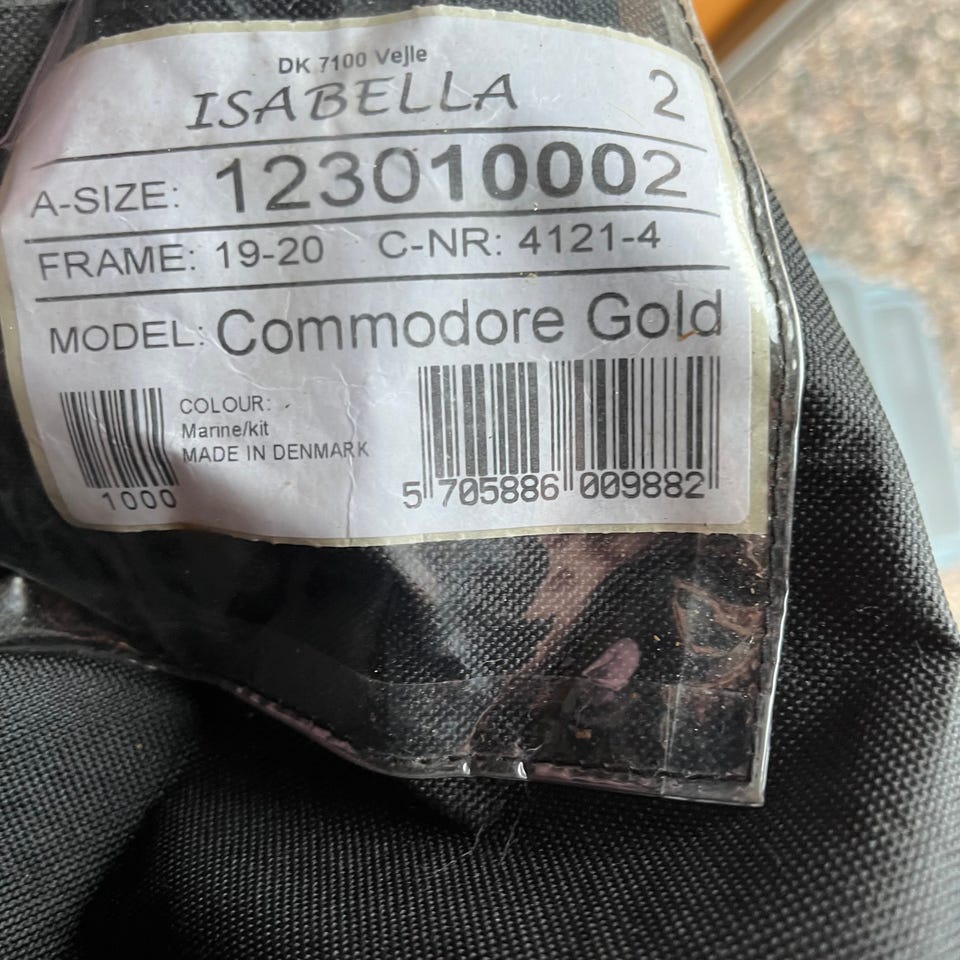 DK 7100 Vejle
ISABELLA 2
A-SIZE: 1230100002
FRAME: 19-20 C-NR: 4121-4
MODEL: Commodore Gold
COLOUR:
Marine/kit
MADE IN DENMARK
1000
5 705886 009882